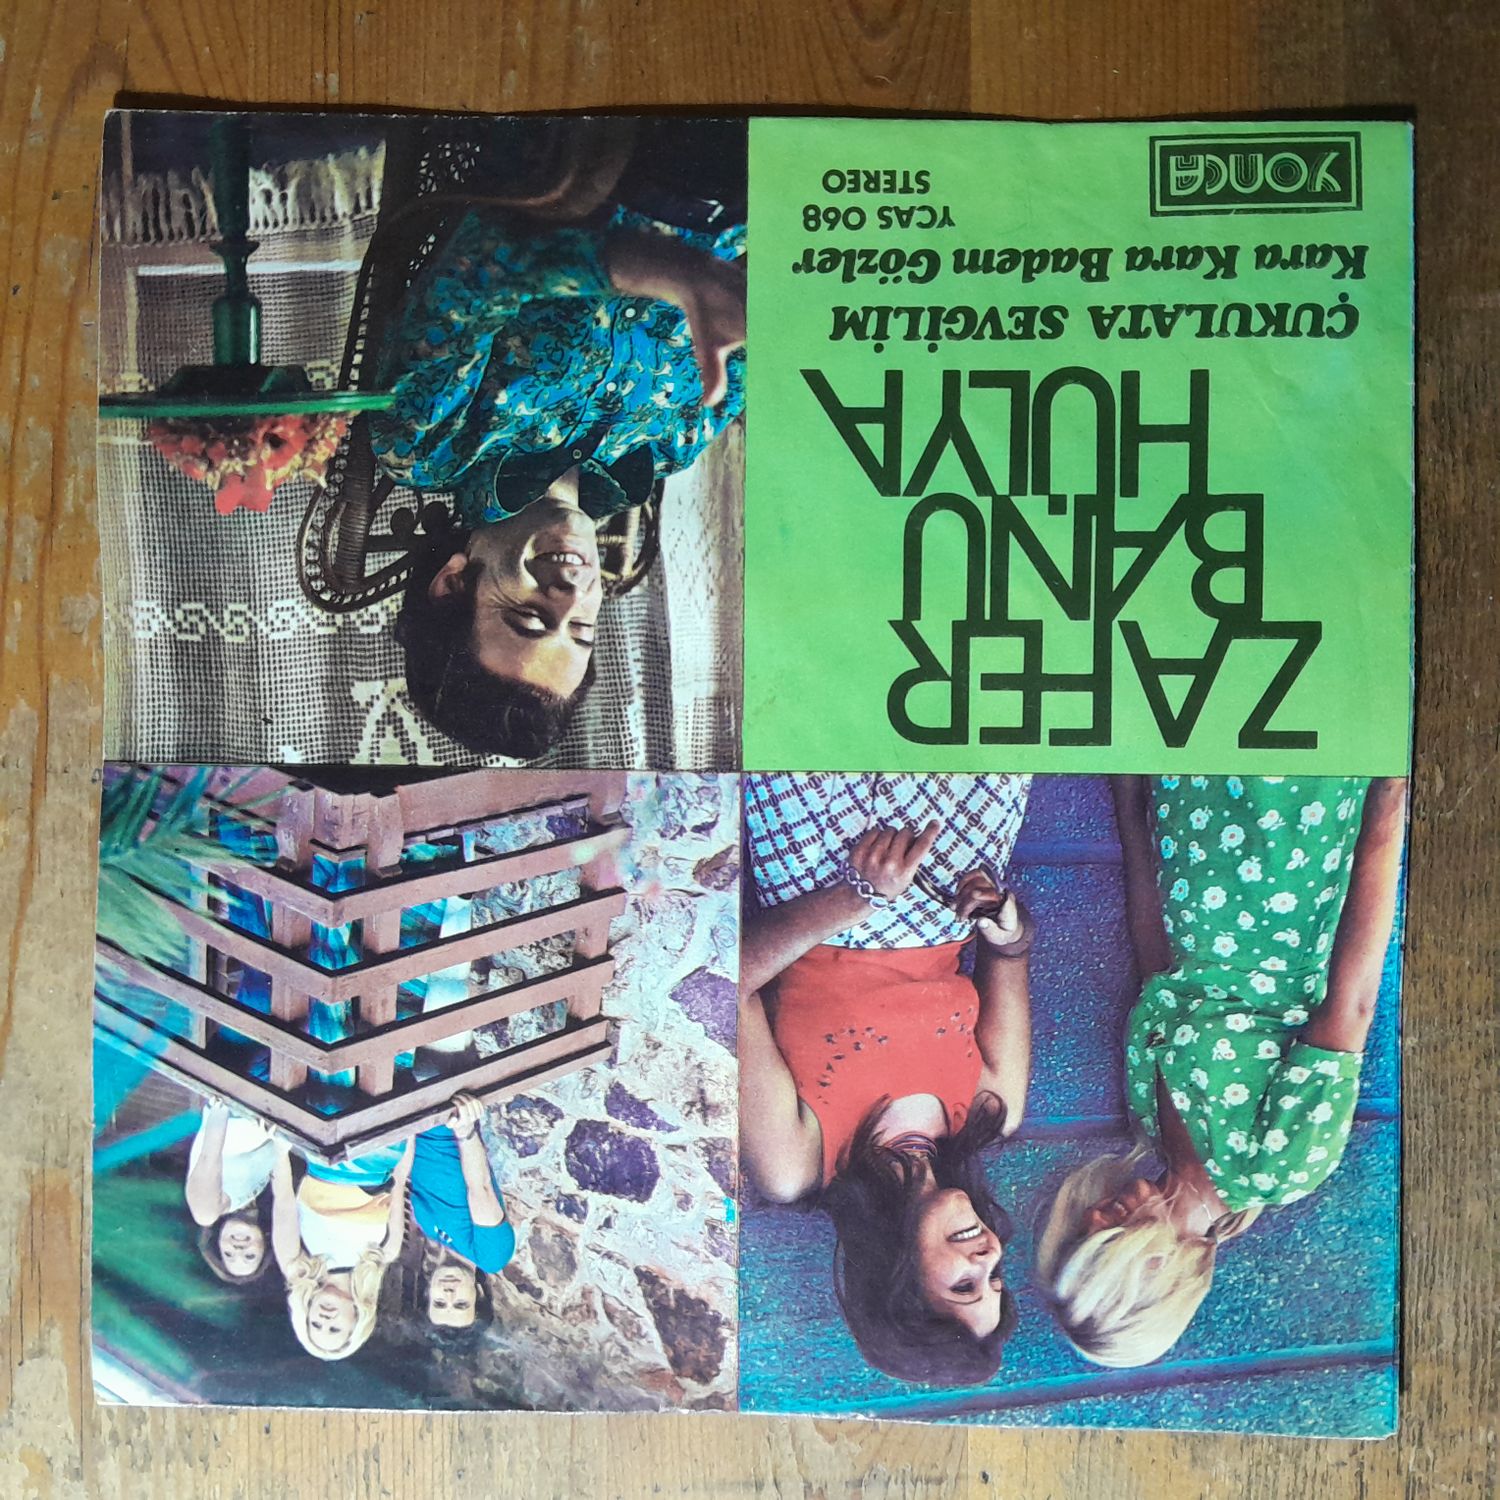 ZAFER
BANU
HÜLYA
ÇUKULATA SEVGİLİM
Kara Kara Badem Gözler
YCAS 068
STEREO
YONCA